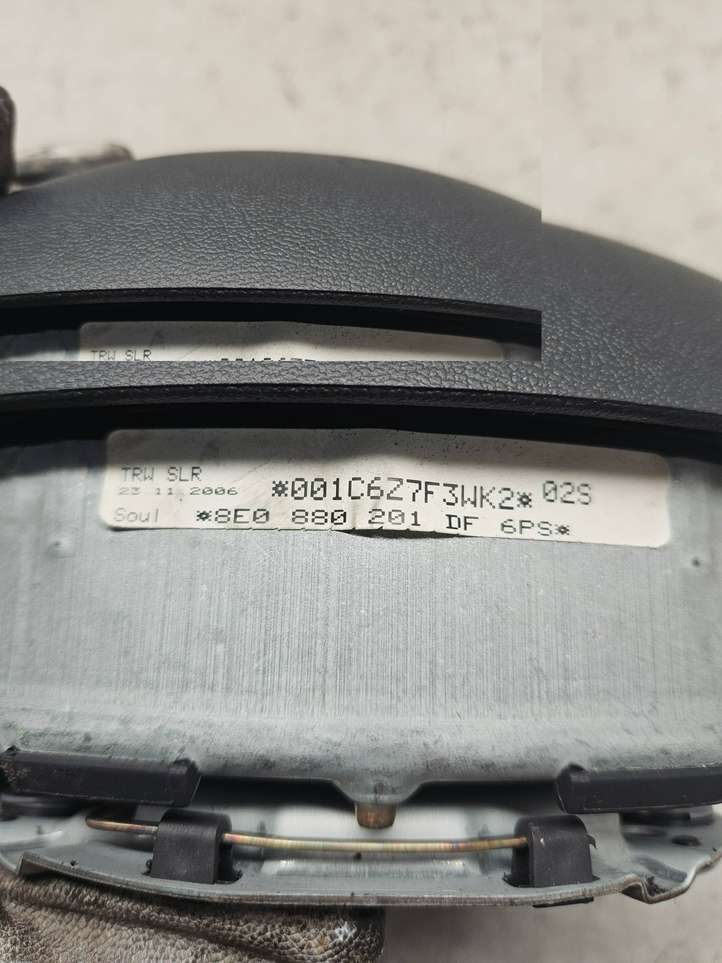 TRW SLR
TRW SLR
23 11.2006 *001C6Z7F3WK2* 02S
Soul *8E0 880 201 DF 6PS*